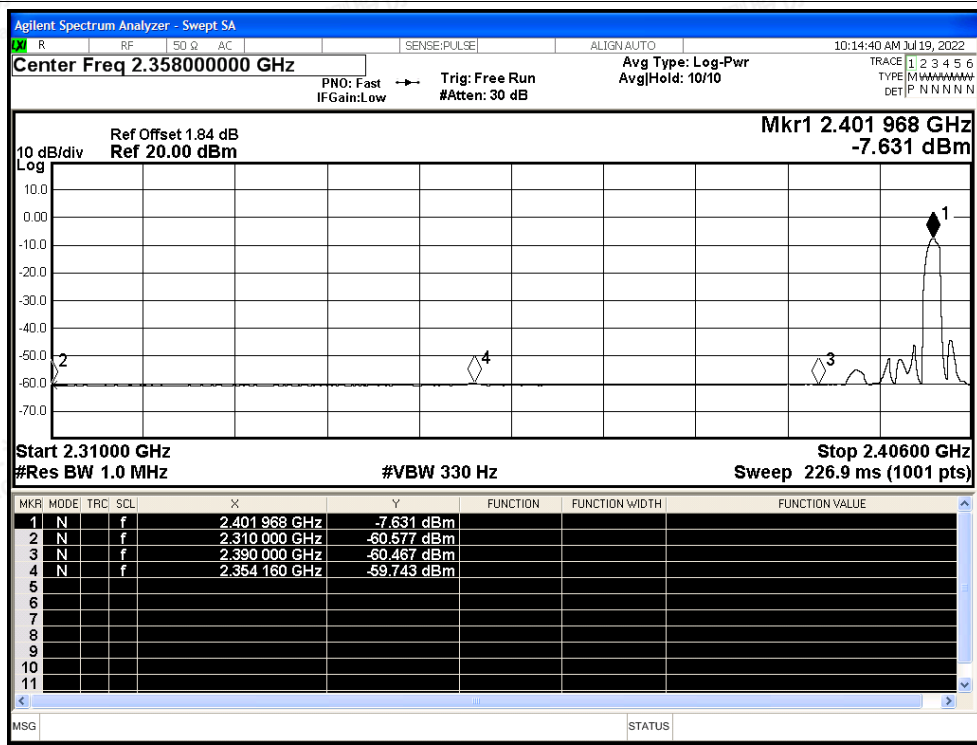 Agilent Spectrum Analyzer - Swept SA
LXI R RF 50 Ω AC SENSE:PULSE ALIGN AUTO 10:14:40 AM Jul 19, 2022
Center Freq 2.358000000 GHz
PNO: Fast
IFGain:Low
Trig: Free Run
#Atten: 30 dB
Avg Type: Log-Pwr
Avg|Hold: 10/10
TRACE 1 2 3 4 5 6
TYPE M
DET P N N N N N
10 dB/div
Log
Ref Offset 1.84 dB
Ref 20.00 dBm
Mkr1 2.401 968 GHz
-7.631 dBm
10.0
0.00
-10.0
-20.0
-30.0
-40.0
-50.0
-60.0
-70.0
1
2
4
3
Start 2.31000 GHz Stop 2.40600 GHz
#Res BW 1.0 MHz #VBW 330 Hz Sweep 226.9 ms (1001 pts)
MKR MODE TRC SCL X Y FUNCTION FUNCTION WIDTH FUNCTION VALUE
1 N f 2.401 968 GHz -7.631 dBm
2 N f 2.310 000 GHz -60.577 dBm
3 N f 2.390 000 GHz -60.467 dBm
4 N f 2.354 160 GHz -59.743 dBm
5
6
7
8
9
10
11
MSG STATUS